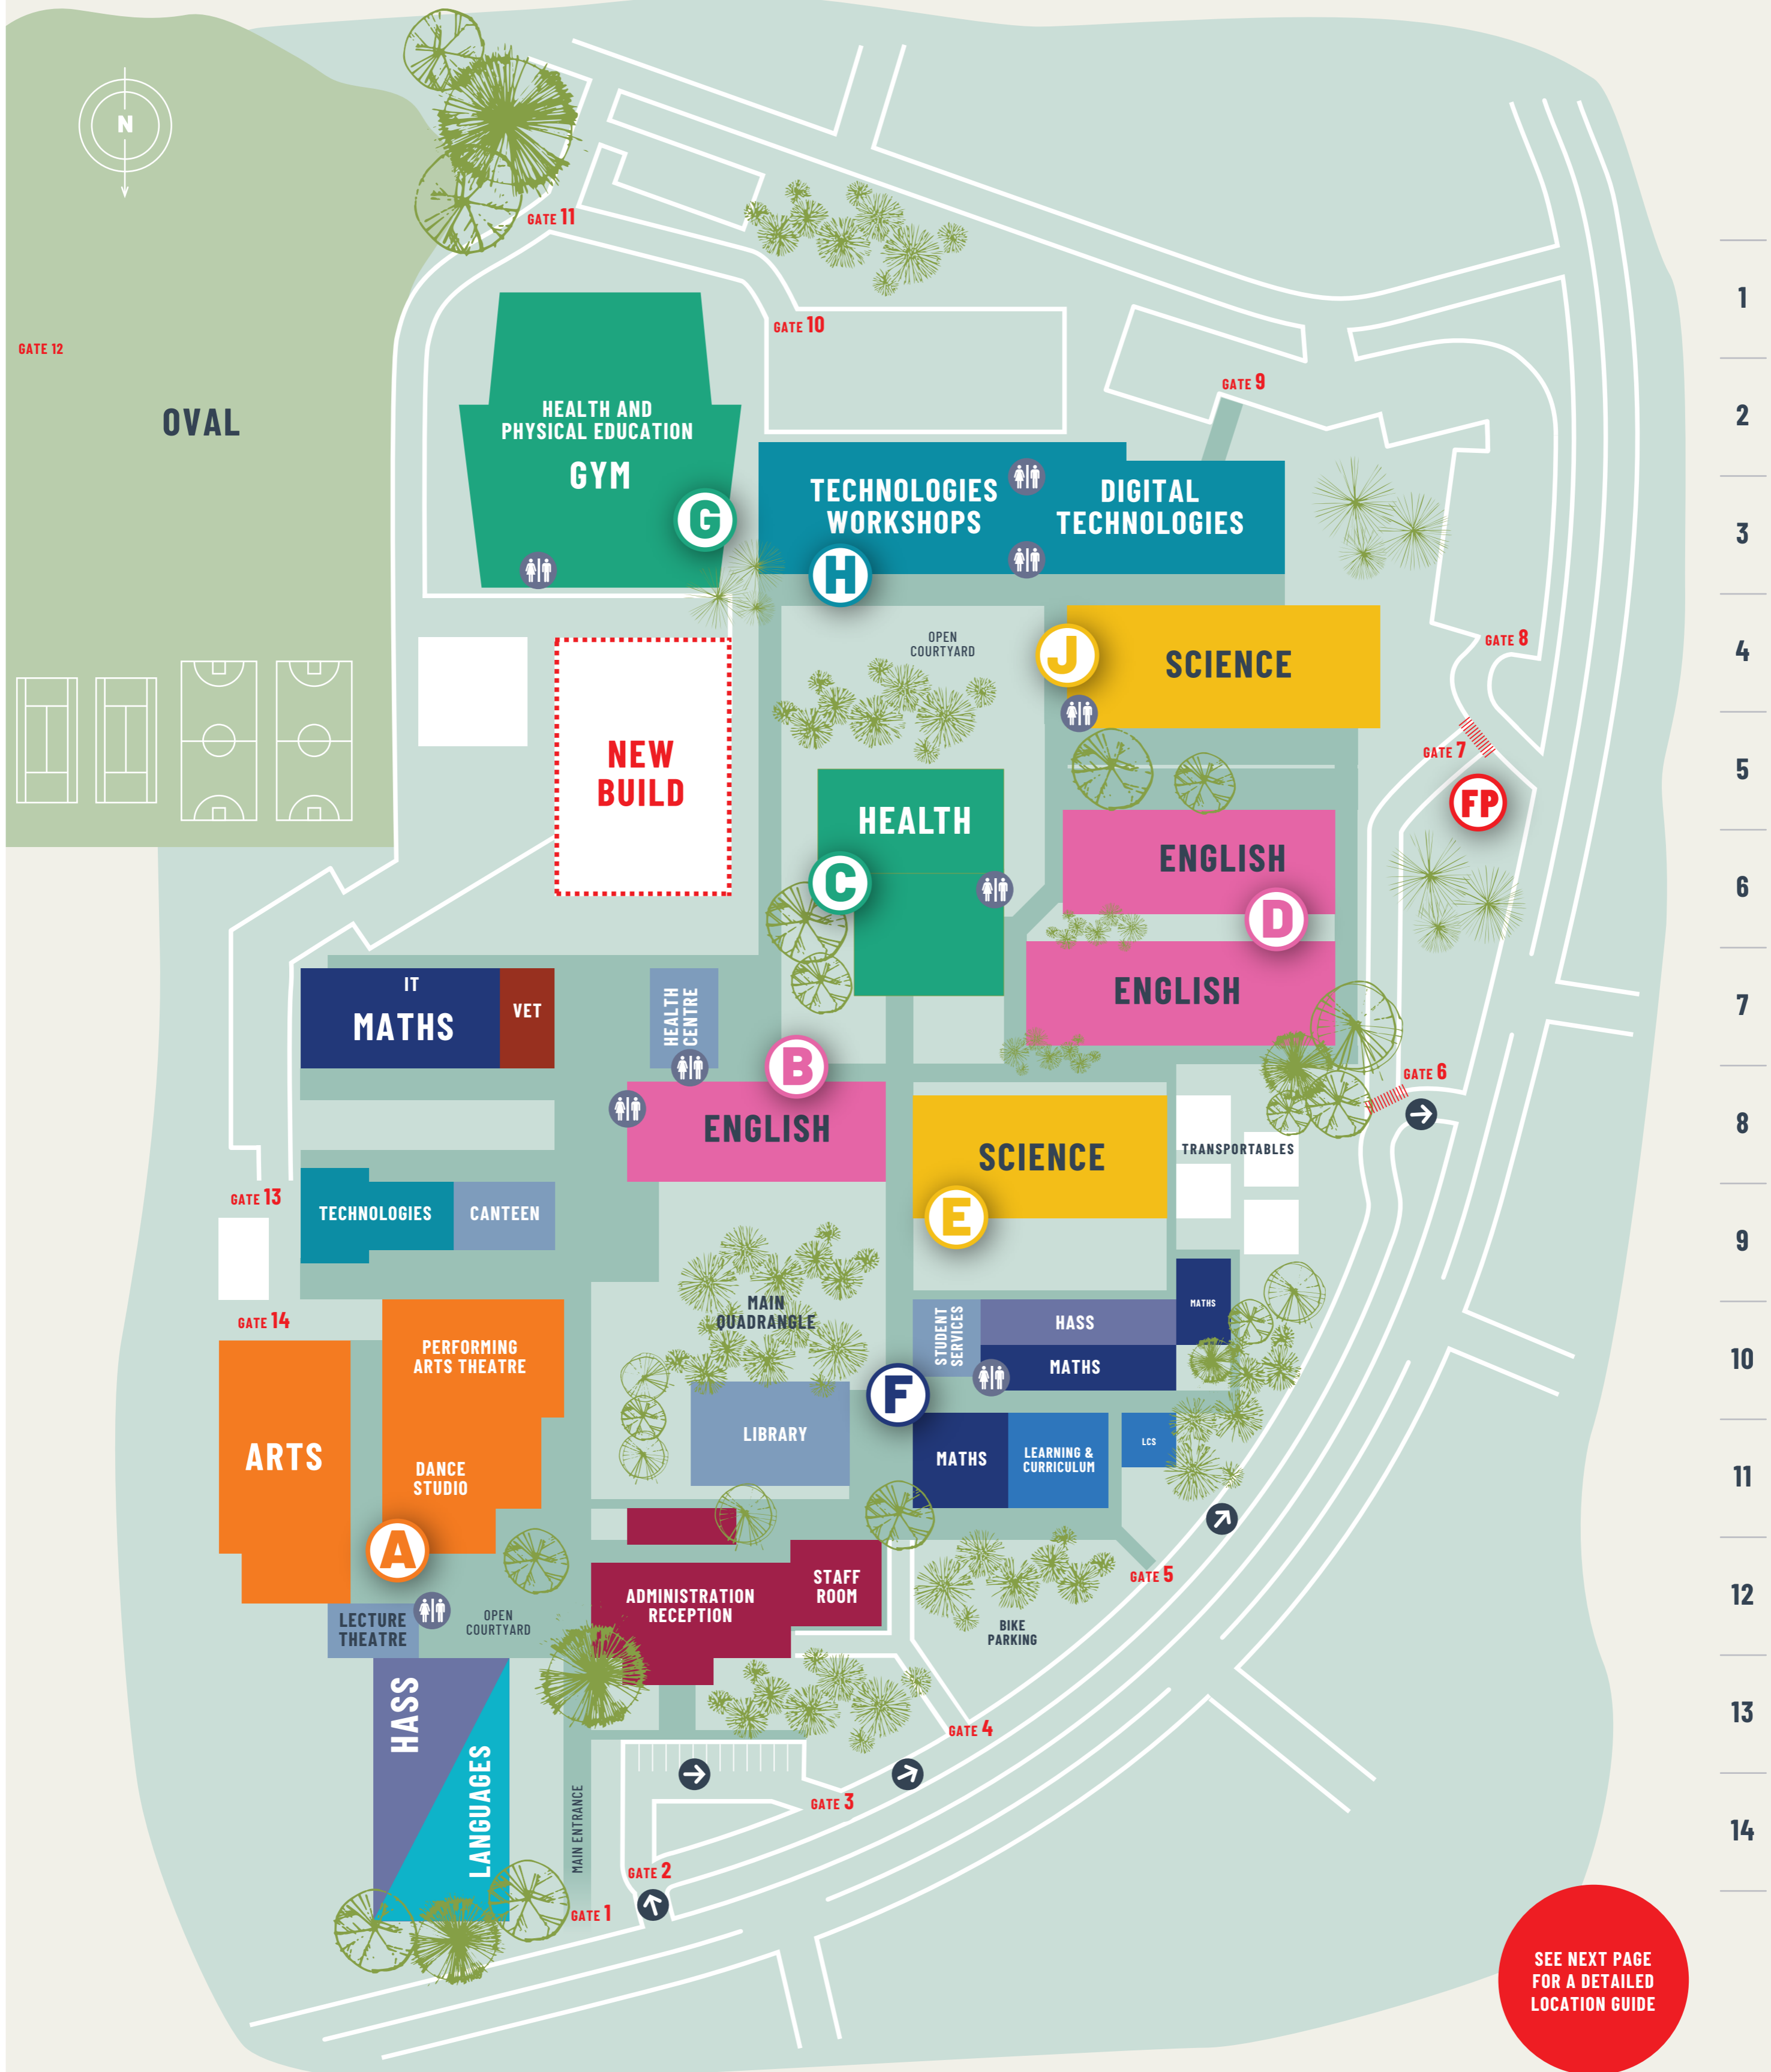 N
GATE 11
1
GATE 10
GATE 12
GATE 9
OVAL
2
HEALTH AND
PHYSICAL EDUCATION
GYM
G
TECHNOLOGIES
WORKSHOPS
DIGITAL
TECHNOLOGIES
3
H
OPEN
COURTYARD
J
SCIENCE
GATE 8
4
NEW
BUILD
GATE 7
5
FP
HEALTH
ENGLISH
C
6
D
IT
MATHS
VET
HEALTH
CENTRE
ENGLISH
7
B
GATE 6
ENGLISH
8
SCIENCE
TRANSPORTABLES
GATE 13
TECHNOLOGIES
CANTEEN
E
9
MAIN
QUADRANGLE
MATHS
GATE 14
STUDENT
SERVICES
HASS
PERFORMING
ARTS THEATRE
MATHS
10
F
LIBRARY
ARTS
DANCE
STUDIO
MATHS
LEARNING &
CURRICULUM
LCS
11
A
GATE 5
STAFF
ROOM
ADMINISTRATION
RECEPTION
12
LECTURE
THEATRE
OPEN
COURTYARD
BIKE
PARKING
HASS
13
GATE 4
LANGUAGES
MAIN ENTRANCE
GATE 3
14
GATE 2
GATE 1
SEE NEXT PAGE
FOR A DETAILED
LOCATION GUIDE